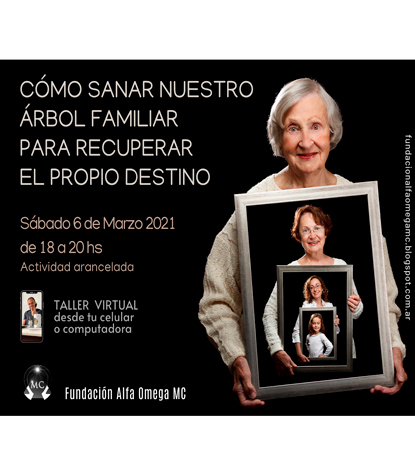 CÓMO SANAR NUESTRO
ÁRBOL FAMILIAR
PARA RECUPERAR
EL PROPIO DESTINO
Sábado 6 de Marzo 2021
de 18 a 20 hs
Actividad arancelada
TALLER VIRTUAL
desde tu celular
o computadora
MC
Fundación Alfa Omega MC
fundacionalfaomegamc.blogspot.com.ar